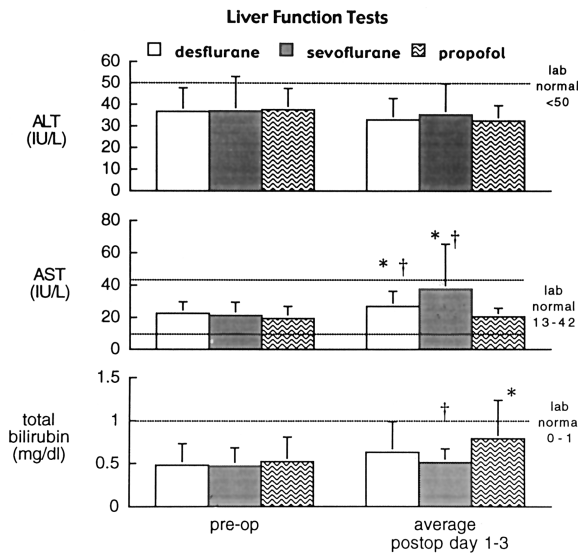 Liver Function Tests
desflurane sevoflurane propofol
60
50
40
30
20
10
0
ALT
(IU/L)
lab
normal
<50
80
60
40
20
0
AST
(IU/L)
* †
* †
lab
normal
13-42
1.5
1
0.5
0
total
bilirubin
(mg/dl)
†
*
lab
norma
0-1
pre-op
average
postop day 1-3